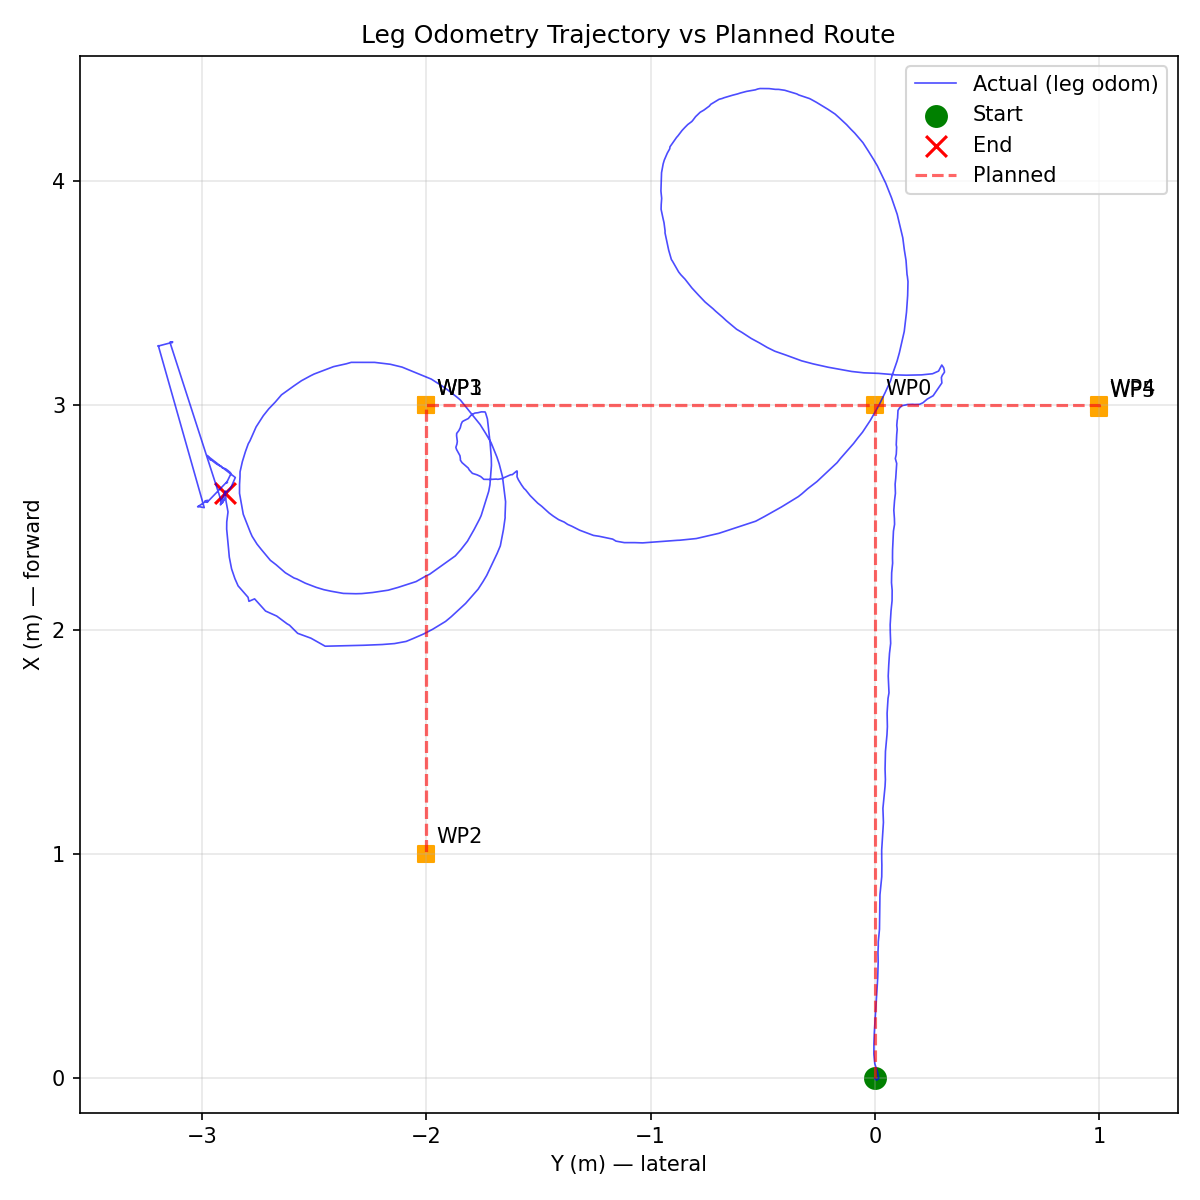 Leg Odometry Trajectory vs Planned Route
Actual (leg odom)
Start
End
Planned
WP0
WP2
X (m) — forward
4
3
2
1
0
−3
−2
−1
0
1
Y (m) — lateral